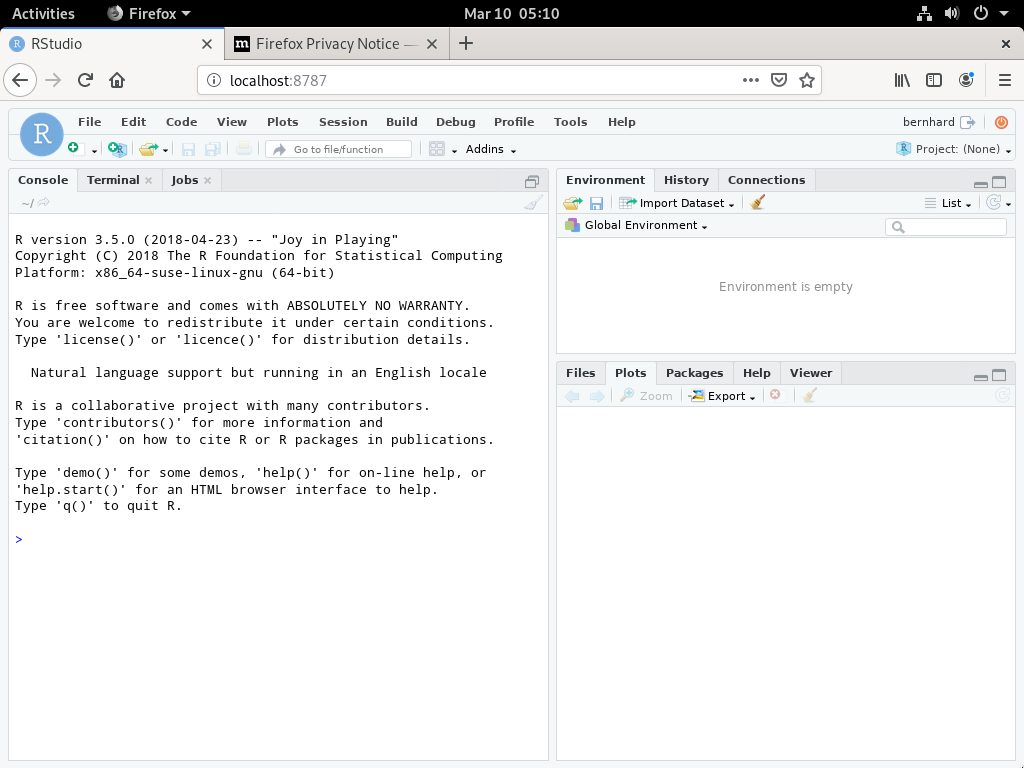 Activities Firefox Mar 10 05:10
RStudio Firefox Privacy Notice —
localhost:8787
R File Edit Code View Plots Session Build Debug Profile Tools Help bernhard
Go to file/function Addins Project: (None)
Console Terminal Jobs
~/
R version 3.5.0 (2018-04-23) -- "Joy in Playing"
Copyright (C) 2018 The R Foundation for Statistical Computing
Platform: x86_64-suse-linux-gnu (64-bit)
R is free software and comes with ABSOLUTELY NO WARRANTY.
You are welcome to redistribute it under certain conditions.
Type 'license()' or 'licence()' for distribution details.
Natural language support but running in an English locale
R is a collaborative project with many contributors.
Type 'contributors()' for more information and
'citation()' on how to cite R or R packages in publications.
Type 'demo()' for some demos, 'help()' for on-line help, or
'help.start()' for an HTML browser interface to help.
Type 'q()' to quit R.
>
Environment History Connections
Import Dataset List
Global Environment
Environment is empty
Files Plots Packages Help Viewer
Zoom Export